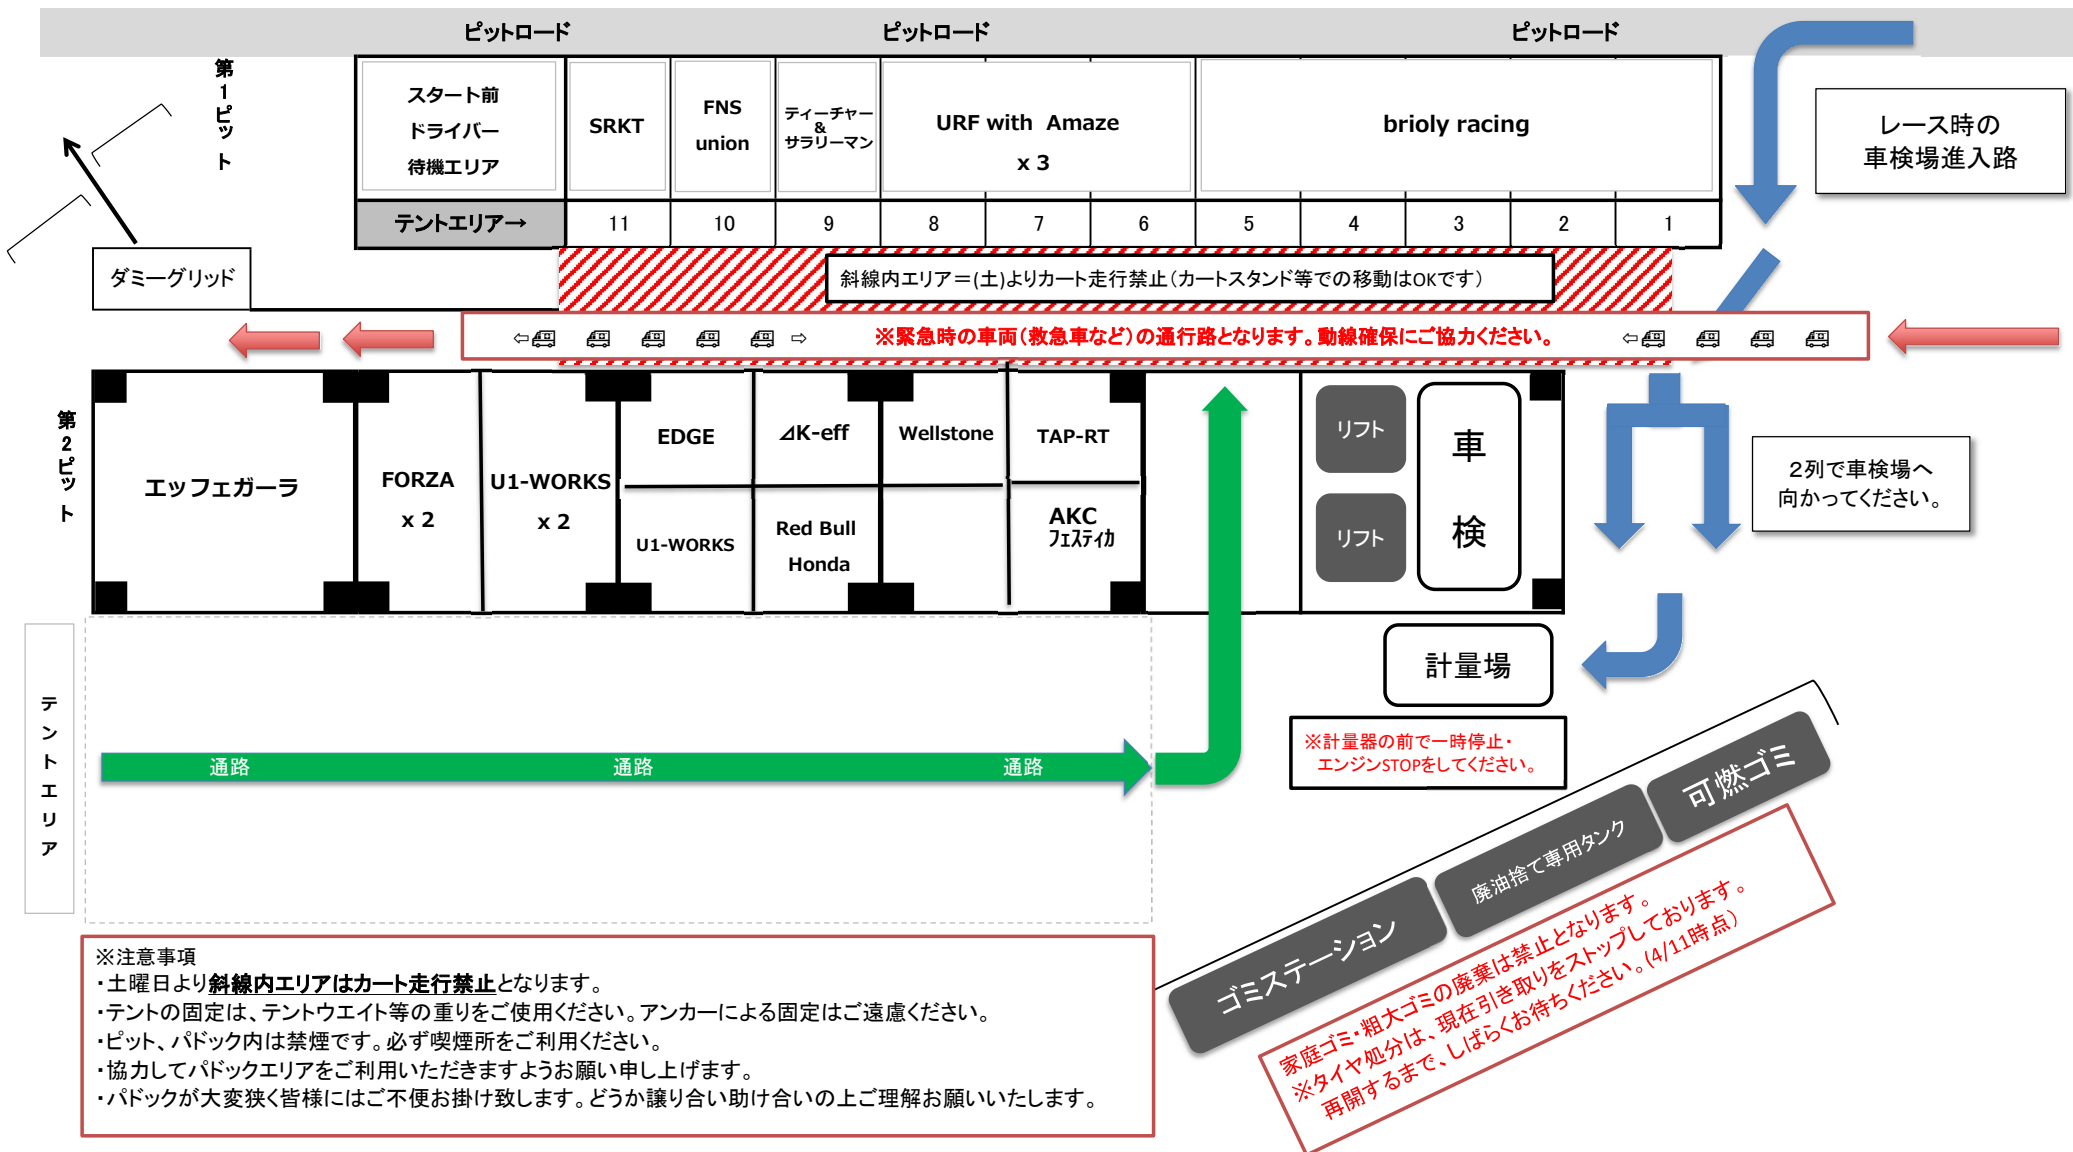 ピットロード
ピットロード
ピットロード
第1ピット
スタート前
ドライバー
待機エリア
SRKT
FNS
union
ティーチャー
&
サラリーマン
URF with Amaze
x 3
brioly racing
レース時の
車検場進入路
テントエリア→
11
10
9
8
7
6
5
4
3
2
1
ダミーグリッド
斜線内エリア=(土)よりカート走行禁止(カートスタンド等での移動はOKです)
⇦
⇨
※緊急時の車両(救急車など)の通行路となります。動線確保にご協力ください。
⇦
第2ピット
エッフェガーラ
FORZA
x 2
U1-WORKS
x 2
EDGE
⊿K-eff
Wellstone
TAP-RT
U1-WORKS
Red Bull
Honda
AKC
フェスティカ
リフト
リフト
車
検
2列で車検場へ
向かってください。
計量場
※計量器の前で一時停止・
エンジンSTOPをしてください。
テントエリア
通路
通路
通路
可燃ゴミ
廃油捨て専用タンク
ゴミステーション
家庭ゴミ・粗大ゴミの廃棄は禁止となります。
※タイヤ処分は、現在引き取りをストップしております。
再開するまで、しばらくお待ちください。(4/11時点)
※注意事項
・土曜日より斜線内エリアはカート走行禁止となります。
・テントの固定は、テントウエイト等の重りをご使用ください。アンカーによる固定はご遠慮ください。
・ピット、パドック内は禁煙です。必ず喫煙所をご利用ください。
・協力してパドックエリアをご利用いただきますようお願い申し上げます。
・パドックが大変狭く皆様にはご不便お掛け致します。どうか譲り合い助け合いの上ご理解お願いいたします。